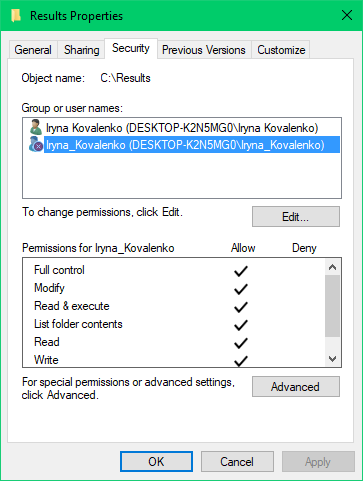 Results Properties
General Sharing Security Previous Versions Customize
Object name: C:\Results
Group or user names:
Iryna Kovalenko (DESKTOP-K2N5MG0\Iryna Kovalenko)
Iryna_Kovalenko (DESKTOP-K2N5MG0\Iryna_Kovalenko)
To change permissions, click Edit.
Edit...
Permissions for Iryna_Kovalenko Allow Deny
Full control
Modify
Read & execute
List folder contents
Read
Write
For special permissions or advanced settings,
click Advanced.
Advanced
OK Cancel Apply